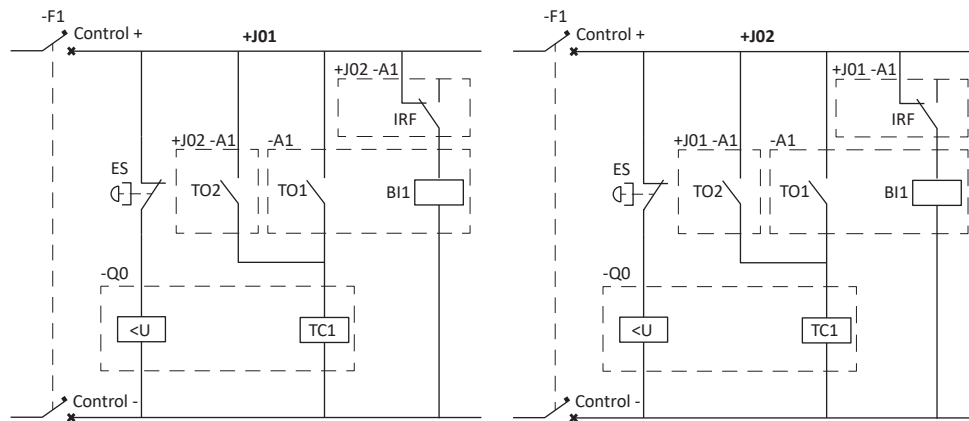 -F1
Control +
+J01
+J02 -A1
IRF
+J02 -A1
-A1
ES
TO2
TO1
BI1
-Q0
<U
TC1
Control -
-F1
Control +
+J02
+J01 -A1
IRF
+J01 -A1
-A1
ES
TO2
TO1
BI1
-Q0
<U
TC1
Control -